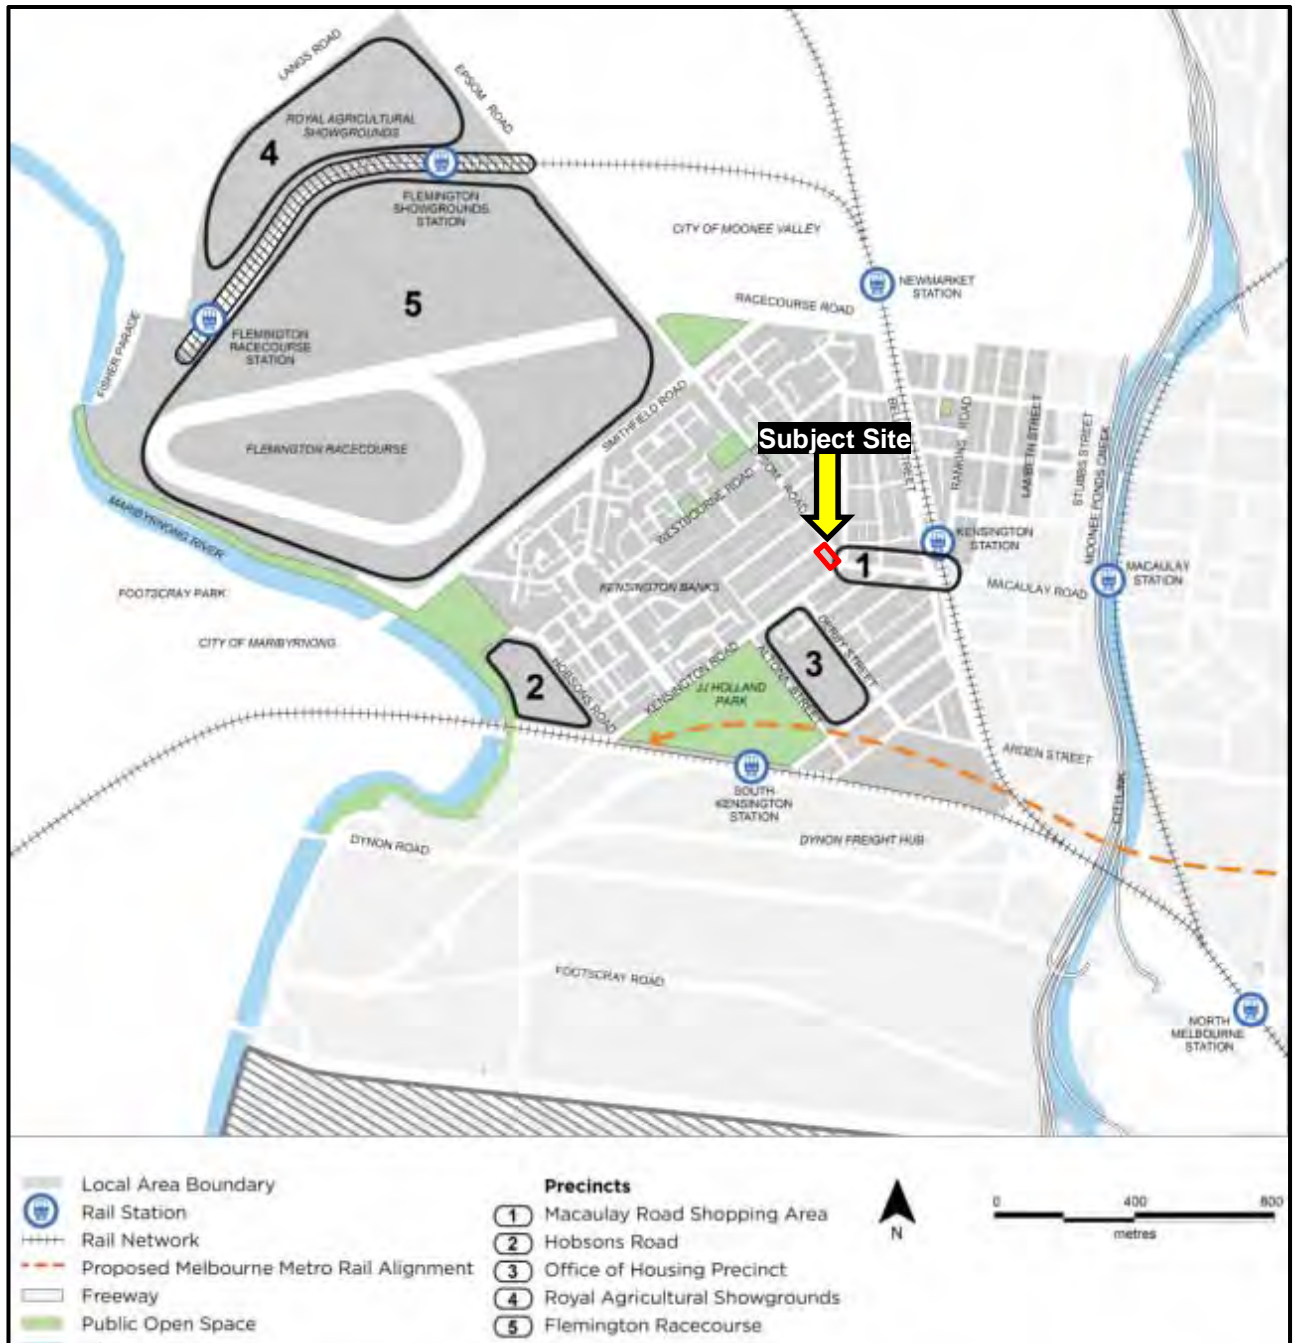 LANGS ROAD
EPSOM ROAD
ROYAL AGRICULTURAL
SHOWGROUNDS
4
FLEMINGTON
SHOWGROUNDS
STATION
CITY OF MOONEE VALLEY
NEWMARKET
STATION
5
RACECOURSE ROAD
FISHER PARADE
FLEMINGTON
RACECOURSE
STATION
SMITHFIELD ROAD
RANKINS ROAD
LAMBETH STREET
STUBBS STREET
MOONEE PONDS CREEK
Subject Site
FLEMINGTON RACECOURSE
WESTBOURNE ROAD
ROAD
STREET
MARIBYRNONG RIVER
KENSINGTON
STATION
1
MACAULAY ROAD
MACAULAY
STATION
FOOTSCRAY PARK
KENSINGTON BANKS
CITY OF MARIBYRNONG
DERBY STREET
3
2
HOBSONS ROAD
KENSINGTON ROAD
ALTONA STREET
JJ HOLLAND
PARK
ARDEN STREET
SOUTH
KENSINGTON
STATION
CITYLINK
DYNON ROAD
DYNON FREIGHT HUB
FOOTSCRAY ROAD
NORTH
MELBOURNE
STATION
Local Area Boundary
Rail Station
Rail Network
Proposed Melbourne Metro Rail Alignment
Freeway
Public Open Space
Precincts
1 Macaulay Road Shopping Area
2 Hobsons Road
3 Office of Housing Precinct
4 Royal Agricultural Showgrounds
5 Flemington Racecourse
N
0 400 800
metres